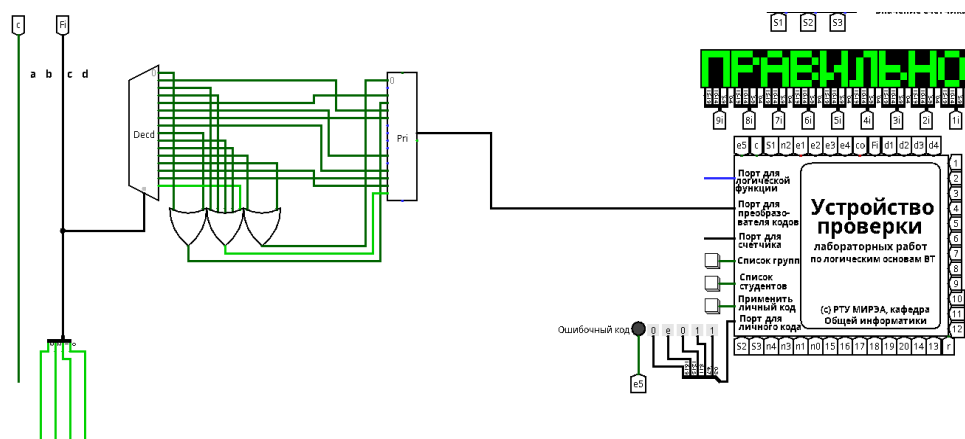 c
Fi
S1 S2 S3
a b c d
ПРАВИЛЬНО
0
Decd
0
Pri
9i 8i 7i 6i 5i 4i 3i 2i 1i
e5 c S1 n2 e1 e2 e3 e4 co Fi d1 d2 d3 d4
Порт для
логической
функции
Порт для
преобразо-
вателя кодов
Порт для
счетчика
Список групп
Список
студентов
Применить
личный код
Порт для
личного кода
Устройство
проверки
лабораторных работ
по логическим основам ВТ
(с) РТУ МИРЭА, кафедра
Общей информатики
1
2
3
4
5
6
7
8
9
10
11
12
Ошибочный код
0 e 0 1 1
e5
S2 S3 n4 n3 n1 n0 15 16 17 18 19 20 14 13 r